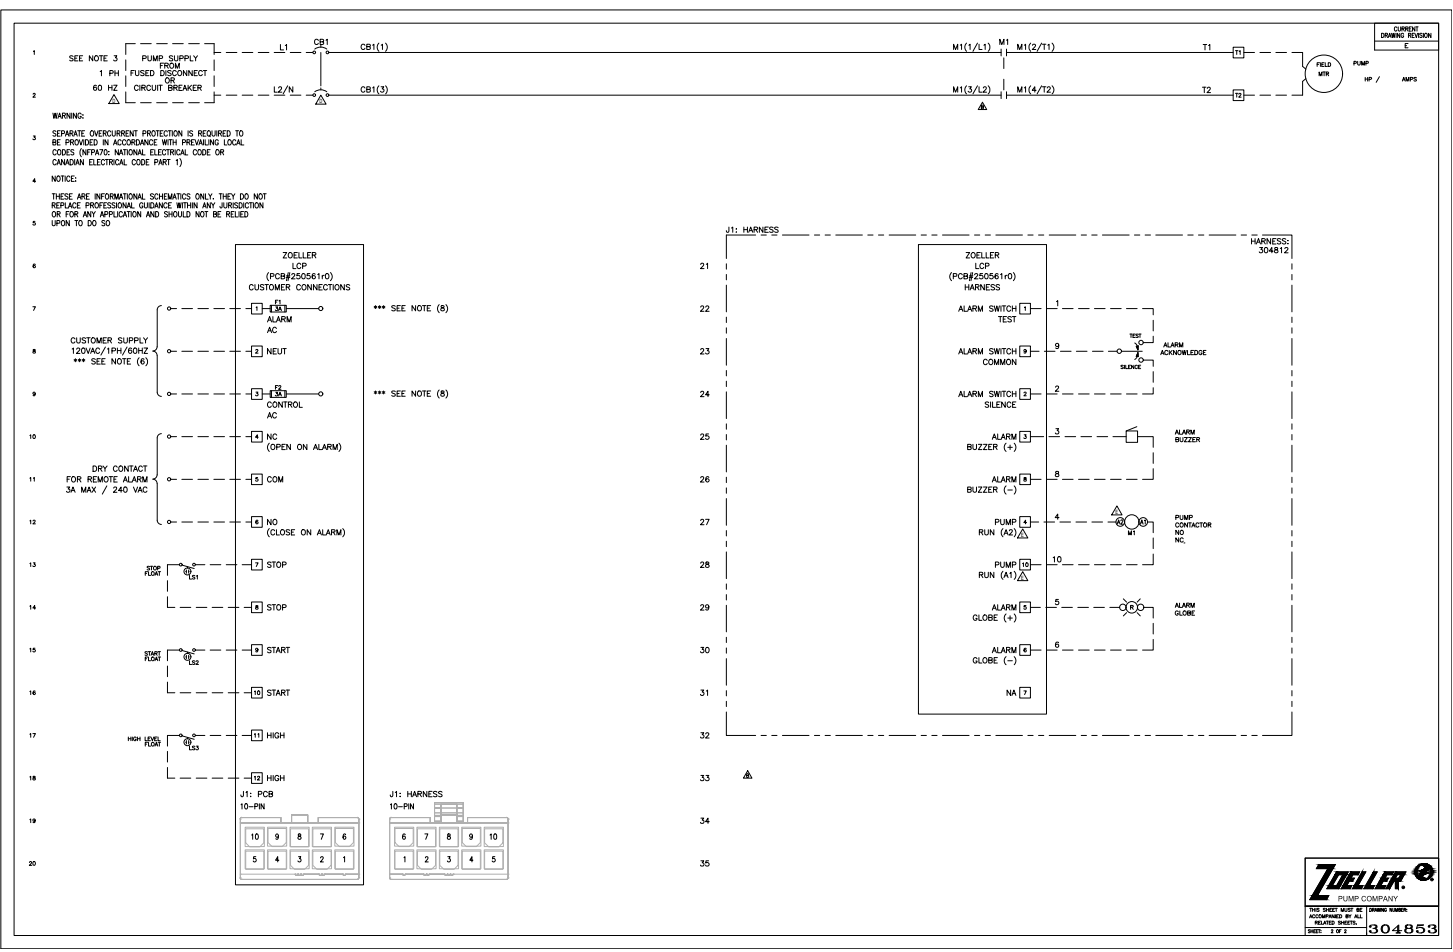 CURRENT
DRAWING REVISION
E
1
SEE NOTE 3
1 PH
60 HZ
PUMP SUPPLY
FROM
FUSED DISCONNECT
OR
CIRCUIT BREAKER
L1
CB1
CB1(1)
M1(1/L1)
M1
M1(2/T1)
T1
T1
FIELD
MTR
PUMP
HP / AMPS
2
L2/N
CB1(3)
M1(3/L2)
M1(4/T2)
T2
T2
WARNING:
3
SEPARATE OVERCURRENT PROTECTION IS REQUIRED TO
BE PROVIDED IN ACCORDANCE WITH PREVAILING LOCAL
CODES (NFPA70: NATIONAL ELECTRICAL CODE OR
CANADIAN ELECTRICAL CODE PART 1)
4
NOTICE:
THESE ARE INFORMATIONAL SCHEMATICS ONLY. THEY DO NOT
REPLACE PROFESSIONAL GUIDANCE WITHIN ANY JURISDICTION
OR FOR ANY APPLICATION AND SHOULD NOT BE RELIED
UPON TO DO SO
5
6
ZOELLER
LCP
(PCB#250561r0)
CUSTOMER CONNECTIONS
7
1
F1
3A
ALARM
AC
*** SEE NOTE (8)
8
CUSTOMER SUPPLY
120VAC/1PH/60HZ
*** SEE NOTE (6)
2 NEUT
9
3
F2
3A
CONTROL
AC
*** SEE NOTE (8)
10
4 NC
(OPEN ON ALARM)
11
DRY CONTACT
FOR REMOTE ALARM
3A MAX / 240 VAC
5 COM
12
6 NO
(CLOSE ON ALARM)
13
STOP
FLOAT
LS1
7 STOP
14
8 STOP
15
START
FLOAT
LS2
9 START
16
10 START
17
HIGH LEVEL
FLOAT
LS3
11 HIGH
18
12 HIGH
J1: PCB
10-PIN
19
10 9 8 7 6
5 4 3 2 1
20
J1: HARNESS
10-PIN
6 7 8 9 10
1 2 3 4 5
J1: HARNESS
HARNESS:
304812
21
ZOELLER
LCP
(PCB#250561r0)
HARNESS
22
ALARM SWITCH 1
TEST
1
23
ALARM SWITCH 9
COMMON
9
TEST
SILENCE
ALARM
ACKNOWLEDGE
24
ALARM SWITCH 2
SILENCE
2
25
ALARM 3
BUZZER (+)
3
ALARM
BUZZER
26
ALARM 8
BUZZER (-)
8
27
PUMP 4
RUN (A2)
4
A2
A1
M1
PUMP
CONTACTOR
NO
NC,
28
PUMP 10
RUN (A1)
10
29
ALARM 5
GLOBE (+)
5
R
ALARM
GLOBE
30
ALARM 6
GLOBE (-)
6
31
NA 7
32
33
34
35
ZOELLER.
PUMP COMPANY
THIS SHEET MUST BE
ACCOMPANIED BY ALL
RELATED SHEETS.
SHEET: 2 OF 2
DRAWING NUMBER:
304853